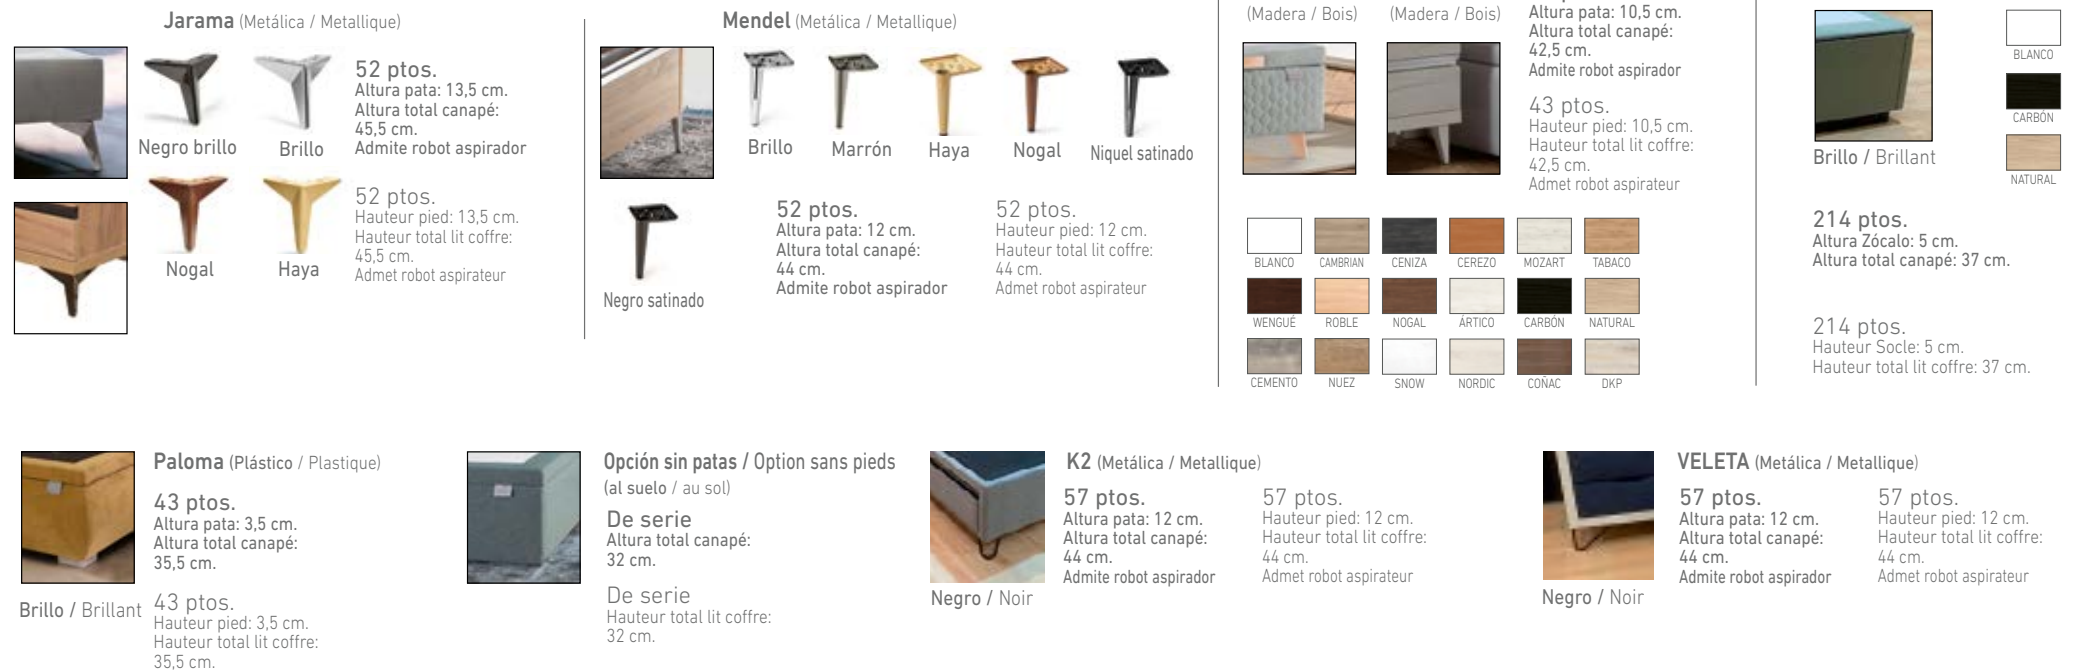 Jarama (Metálica / Metallique)
Negro brillo
Brillo
Nogal
Haya
52 ptos.
Altura pata: 13,5 cm.
Altura total canapé:
45,5 cm.
Admite robot aspirador
52 ptos.
Hauteur pied: 13,5 cm.
Hauteur total lit coffre:
45,5 cm.
Admet robot aspirateur
Mendel (Metálica / Metallique)
Brillo
Marrón
Haya
Nogal
Niquel satinado
Negro satinado
52 ptos.
Altura pata: 12 cm.
Altura total canapé:
44 cm.
Admite robot aspirador
52 ptos.
Hauteur pied: 12 cm.
Hauteur total lit coffre:
44 cm.
Admet robot aspirateur
(Madera / Bois)
(Madera / Bois)
Altura pata: 10,5 cm.
Altura total canapé:
42,5 cm.
Admite robot aspirador
43 ptos.
Hauteur pied: 10,5 cm.
Hauteur total lit coffre:
42,5 cm.
Admet robot aspirateur
BLANCO
CAMBRIAN
CENIZA
CEREZO
MOZART
TABACO
WENGUÉ
ROBLE
NOGAL
ÁRTICO
CARBÓN
NATURAL
CEMENTO
NUEZ
SNOW
NORDIC
COÑAC
DKP
Brillo / Brillant
BLANCO
CARBÓN
NATURAL
214 ptos.
Altura Zócalo: 5 cm.
Altura total canapé: 37 cm.
214 ptos.
Hauteur Socle: 5 cm.
Hauteur total lit coffre: 37 cm.
Paloma (Plástico / Plastique)
43 ptos.
Altura pata: 3,5 cm.
Altura total canapé:
35,5 cm.
Brillo / Brillant
43 ptos.
Hauteur pied: 3,5 cm.
Hauteur total lit coffre:
35,5 cm.
Opción sin patas / Option sans pieds
(al suelo / au sol)
De serie
Altura total canapé:
32 cm.
De serie
Hauteur total lit coffre:
32 cm.
K2 (Metálica / Metallique)
57 ptos.
Altura pata: 12 cm.
Altura total canapé:
44 cm.
Admite robot aspirador
57 ptos.
Hauteur pied: 12 cm.
Hauteur total lit coffre:
44 cm.
Admet robot aspirateur
Negro / Noir
VELETA (Metálica / Metallique)
57 ptos.
Altura pata: 12 cm.
Altura total canapé:
44 cm.
Admite robot aspirador
57 ptos.
Hauteur pied: 12 cm.
Hauteur total lit coffre:
44 cm.
Admet robot aspirateur
Negro / Noir